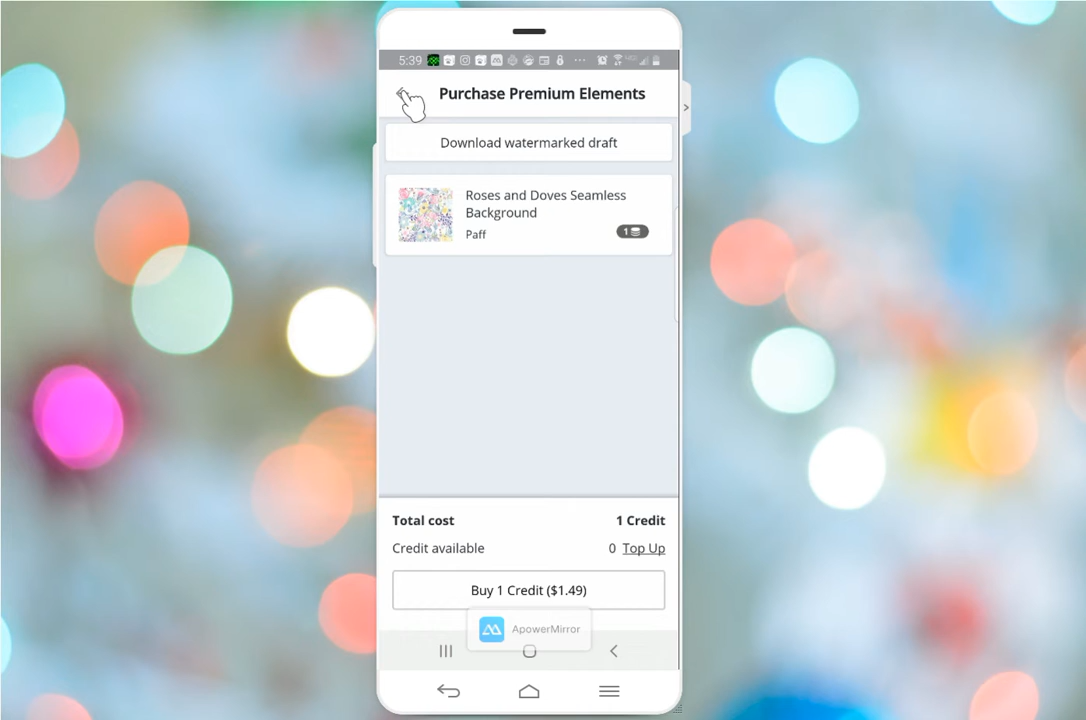 5:39
Purchase Premium Elements
Download watermarked draft
Roses and Doves Seamless
Background
Paff
1
Total cost
1 Credit
Credit available
0 Top Up
Buy 1 Credit ($1.49)
ApowerMirror